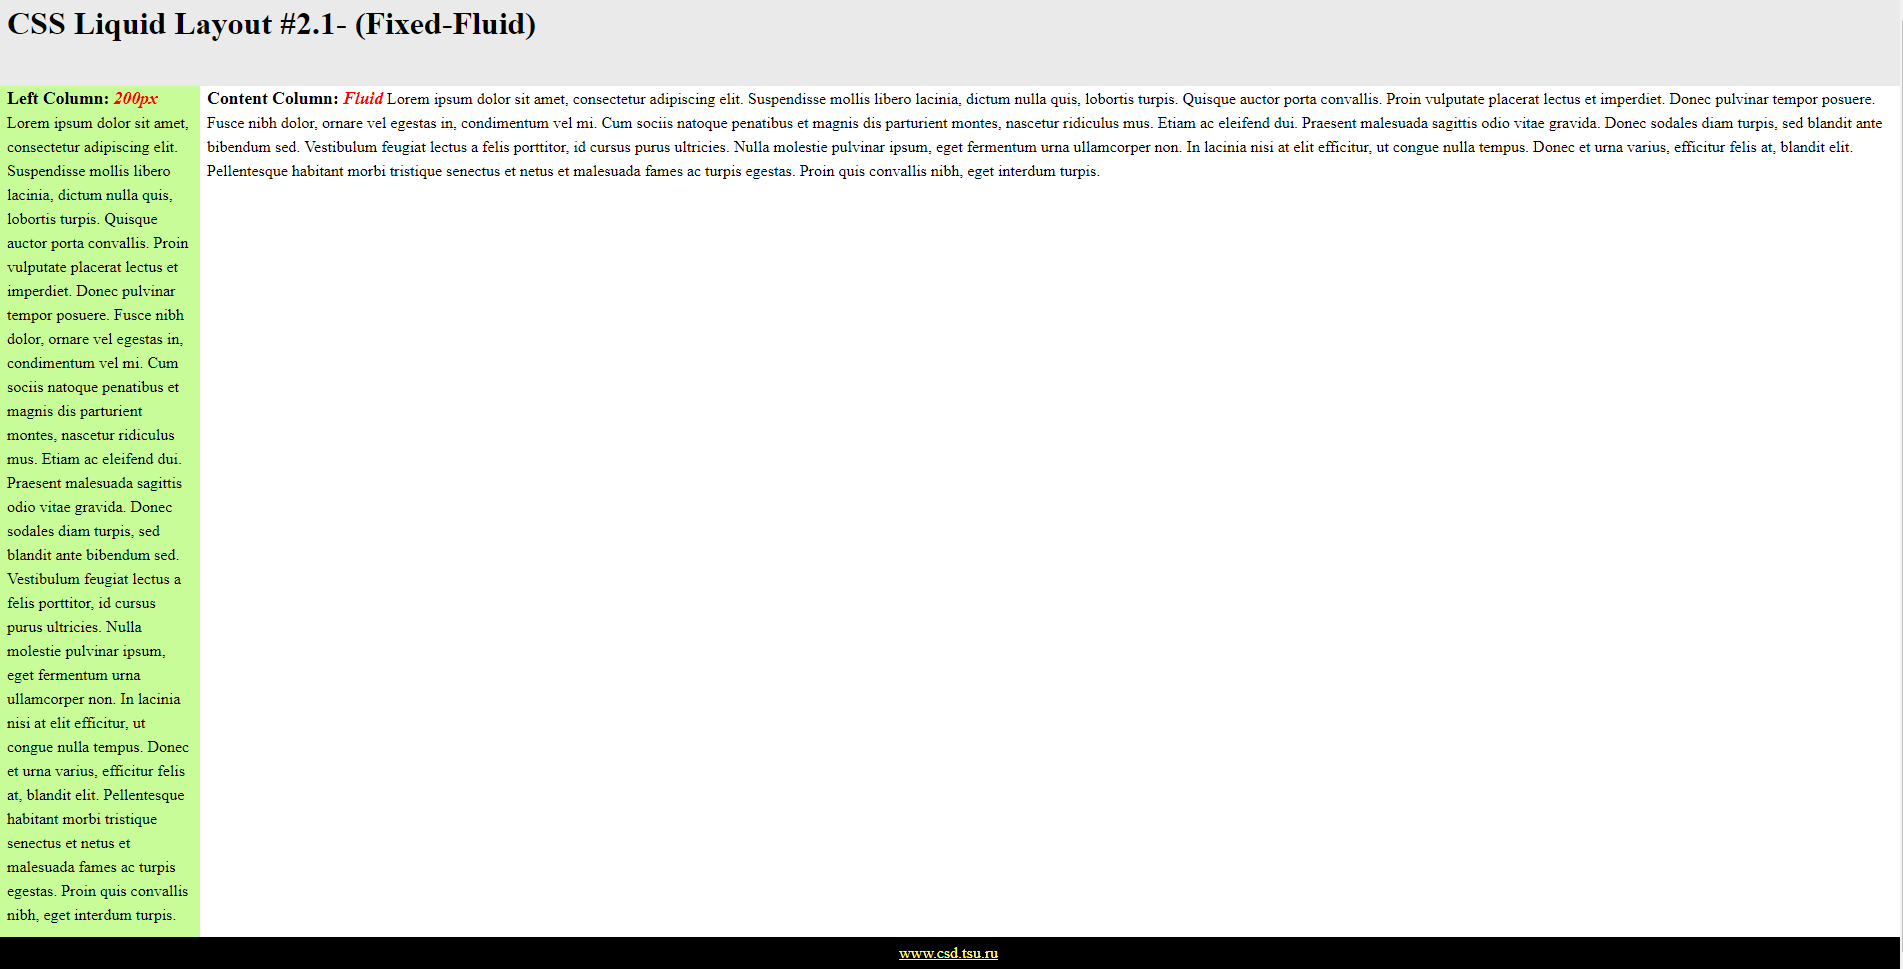 CSS Liquid Layout #2.1- (Fixed-Fluid)
Left Column: 200px
Lorem ipsum dolor sit amet,
consectetur adipiscing elit.
Suspendisse mollis libero
lacinia, dictum nulla quis,
lobortis turpis. Quisque
auctor porta convallis. Proin
vulputate placerat lectus et
imperdiet. Donec pulvinar
tempor posuere. Fusce nibh
dolor, ornare vel egestas in,
condimentum vel mi. Cum
sociis natoque penatibus et
magnis dis parturient
montes, nascetur ridiculus
mus. Etiam ac eleifend dui.
Praesent malesuada sagittis
odio vitae gravida. Donec
sodales diam turpis, sed
blandit ante bibendum sed.
Vestibulum feugiat lectus a
felis porttitor, id cursus
purus ultricies. Nulla
molestie pulvinar ipsum,
eget fermentum urna
ullamcorper non. In lacinia
nisi at elit efficitur, ut
congue nulla tempus. Donec
et urna varius, efficitur felis
at, blandit elit. Pellentesque
habitant morbi tristique
senectus et netus et
malesuada fames ac turpis
egestas. Proin quis convallis
nibh, eget interdum turpis.
Content Column: Fluid Lorem ipsum dolor sit amet, consectetur adipiscing elit. Suspendisse mollis libero lacinia, dictum nulla quis, lobortis turpis. Quisque auctor porta convallis. Proin vulputate placerat lectus et imperdiet. Donec pulvinar tempor posuere.
Fusce nibh dolor, ornare vel egestas in, condimentum vel mi. Cum sociis natoque penatibus et magnis dis parturient montes, nascetur ridiculus mus. Etiam ac eleifend dui. Praesent malesuada sagittis odio vitae gravida. Donec sodales diam turpis, sed blandit ante
bibendum sed. Vestibulum feugiat lectus a felis porttitor, id cursus purus ultricies. Nulla molestie pulvinar ipsum, eget fermentum urna ullamcorper non. In lacinia nisi at elit efficitur, ut congue nulla tempus. Donec et urna varius, efficitur felis at, blandit elit.
Pellentesque habitant morbi tristique senectus et netus et malesuada fames ac turpis egestas. Proin quis convallis nibh, eget interdum turpis.
www.csd.tsu.ru